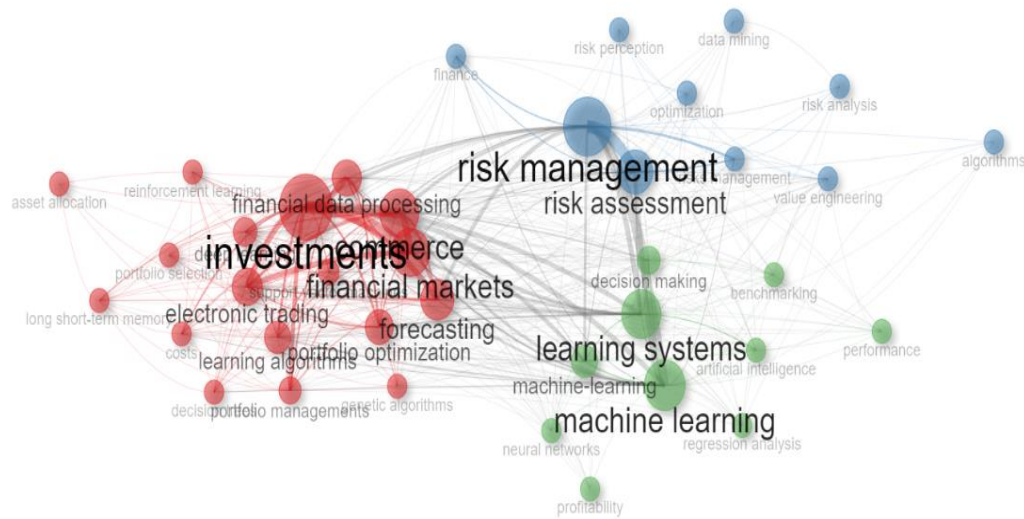 data mining
risk perception
finance
risk analysis
optimization
algorithms
risk management
management
value engineering
risk assessment
asset allocation
reinforcement learning
financial data processing
investments
commerce
portfolio selection
financial markets
decision making
benchmarking
long short-term memory
electronic trading
forecasting
costs
learning algorithms
portfolio optimization
learning systems
performance
artificial intelligence
machine-learning
portfolio managements
genetic algorithms
machine learning
regression analysis
neural networks
profitability